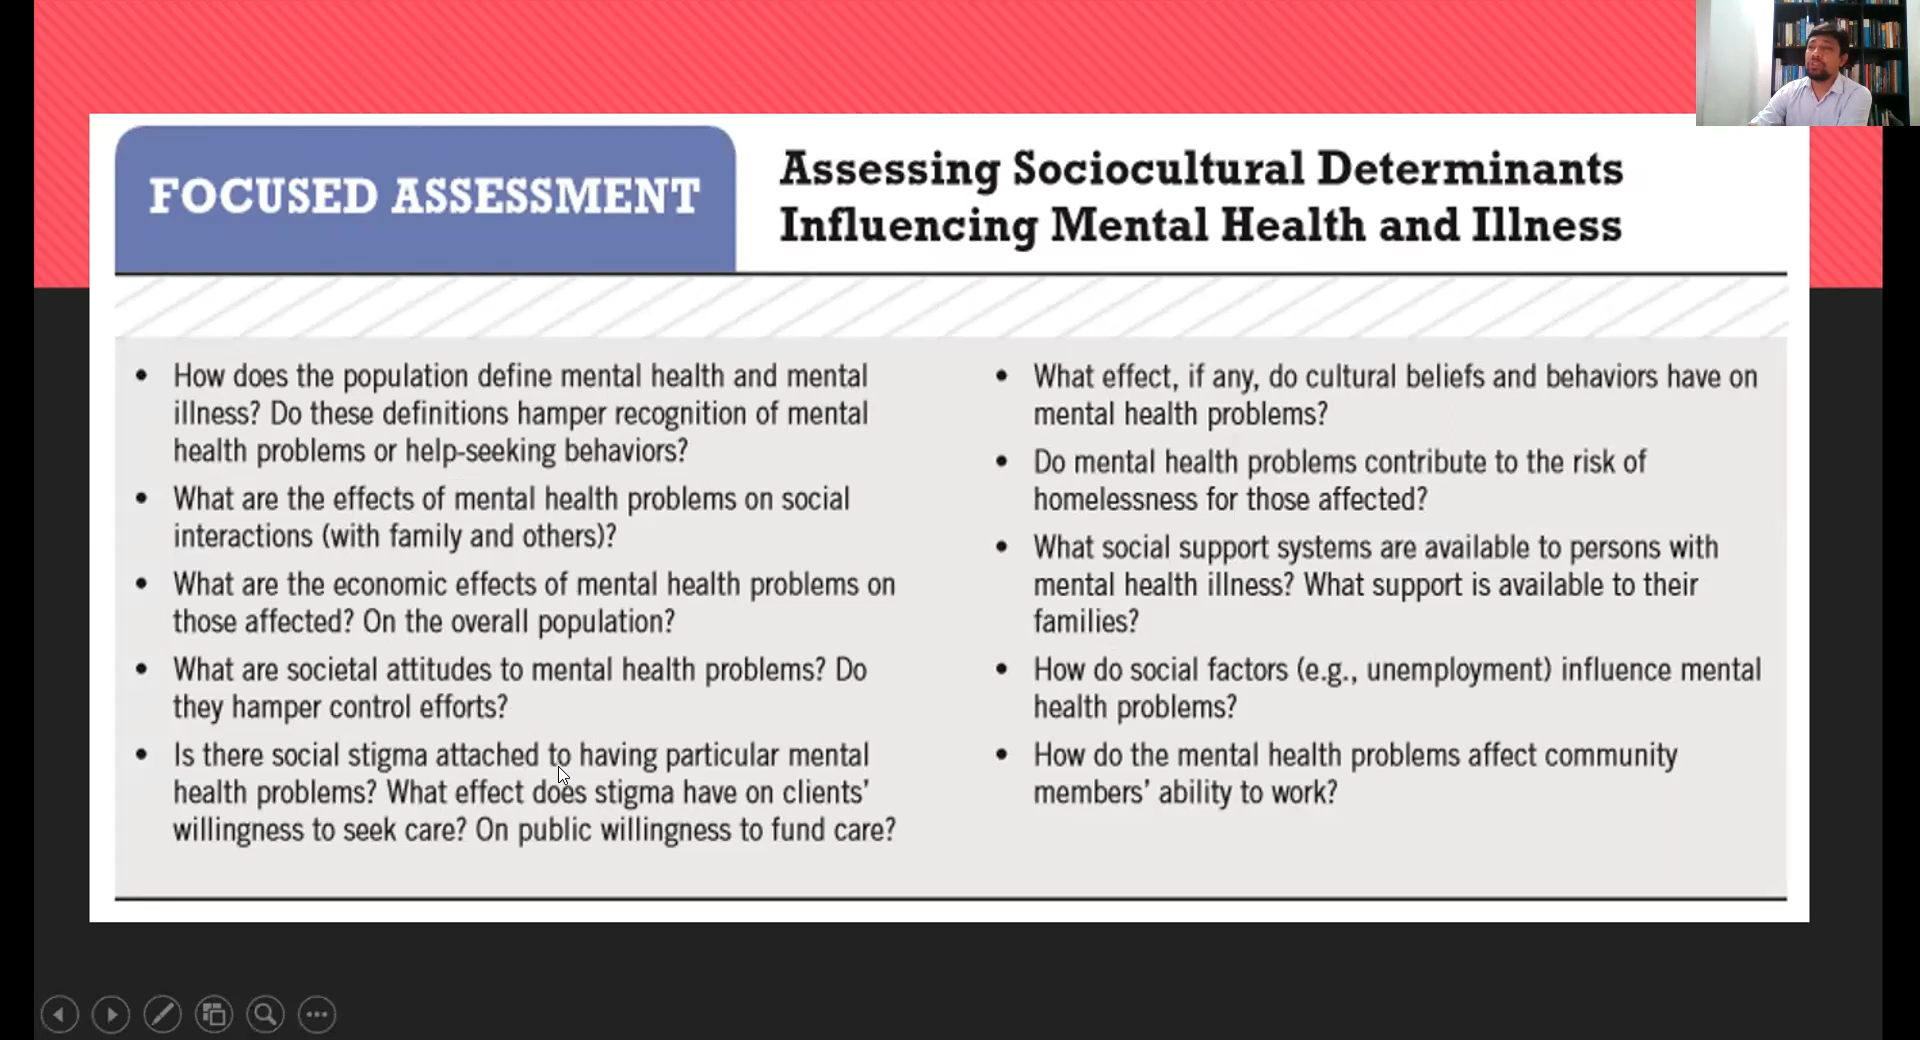 FOCUSED ASSESSMENT
Assessing Sociocultural Determinants
Influencing Mental Health and Illness
• How does the population define mental health and mental
illness? Do these definitions hamper recognition of mental
health problems or help-seeking behaviors?
• What are the effects of mental health problems on social
interactions (with family and others)?
• What are the economic effects of mental health problems on
those affected? On the overall population?
• What are societal attitudes to mental health problems? Do
they hamper control efforts?
• Is there social stigma attached to having particular mental
health problems? What effect does stigma have on clients’
willingness to seek care? On public willingness to fund care?
• What effect, if any, do cultural beliefs and behaviors have on
mental health problems?
• Do mental health problems contribute to the risk of
homelessness for those affected?
• What social support systems are available to persons with
mental health illness? What support is available to their
families?
• How do social factors (e.g., unemployment) influence mental
health problems?
• How do the mental health problems affect community
members’ ability to work?